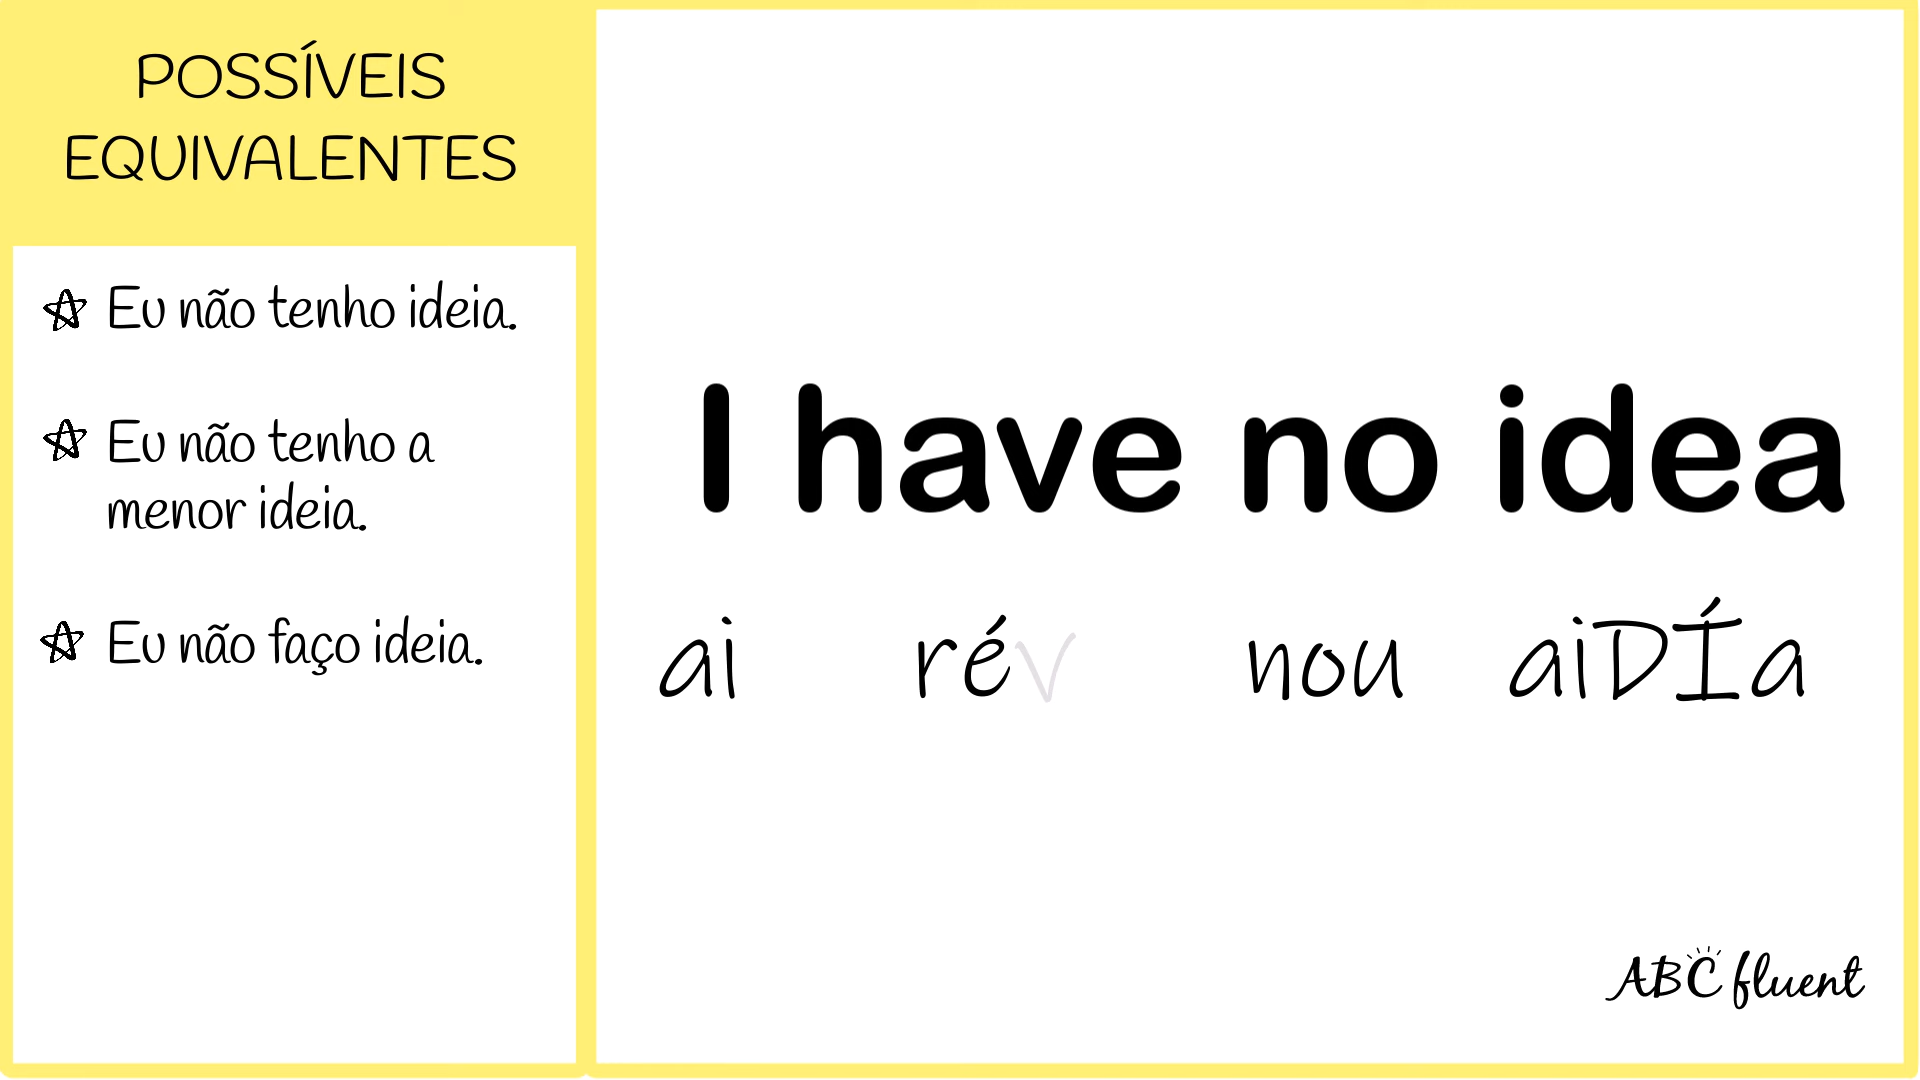 POSSÍVEIS
EQUIVALENTES
Eu não tenho ideia.
Eu não tenho a
menor ideia.
Eu não faço ideia.
I have no idea
ai rév nou aiDÍa
ABC fluent